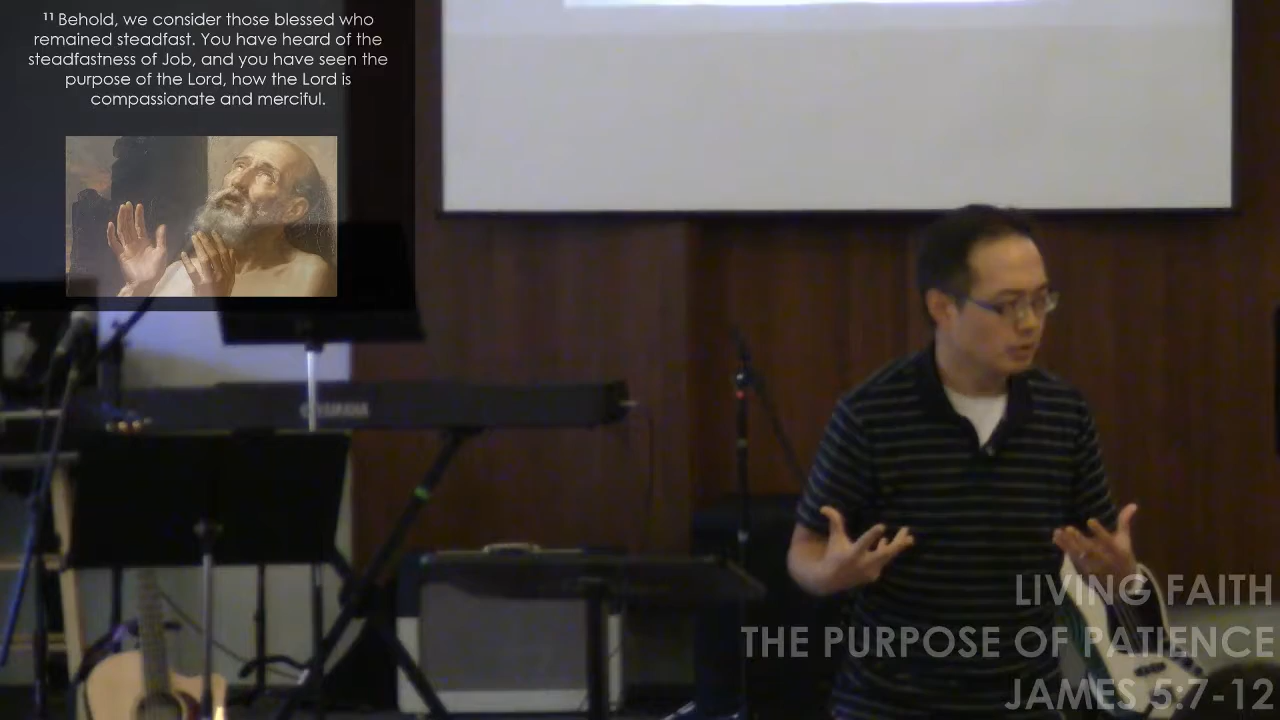 ¹¹ Behold, we consider those blessed who
remained steadfast. You have heard of the
steadfastness of Job, and you have seen the
purpose of the Lord, how the Lord is
compassionate and merciful.
YAMAHA
LIVING FAITH
THE PURPOSE OF PATIENCE
JAMES 5:7-12